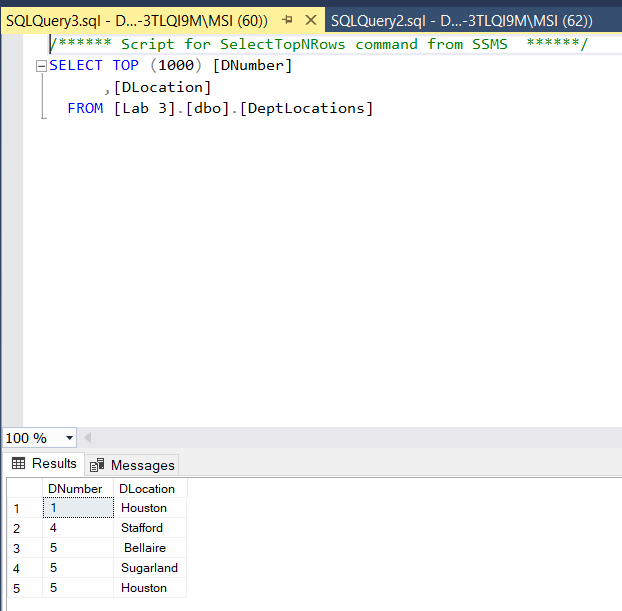 SQLQuery3.sql - D...-3TLQI9M\MSI (60)) SQLQuery2.sql - D...-3TLQI9M\MSI (62))
/****** Script for SelectTopNRows command from SSMS  ******/
SELECT TOP (1000) [DNumber]
,[DLocation]
FROM [Lab 3].[dbo].[DeptLocations]
100 %
Results Messages
DNumber DLocation
1 1 Houston
2 4 Stafford
3 5 Bellaire
4 5 Sugarland
5 5 Houston